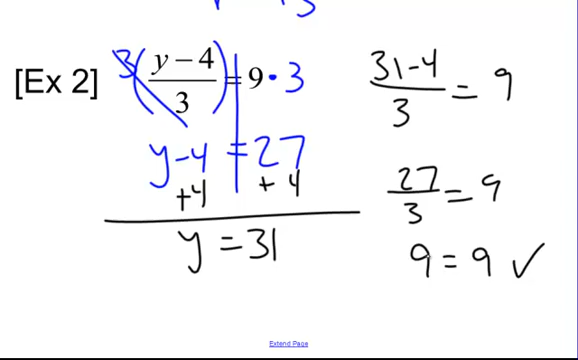 [Ex 2] 3((y - 4)/3) = 9 · 3
y - 4 = 27
+4 + 4
y = 31
(31 - 4)/3 = 9
27/3 = 9
9 = 9 ✓
Extend Page